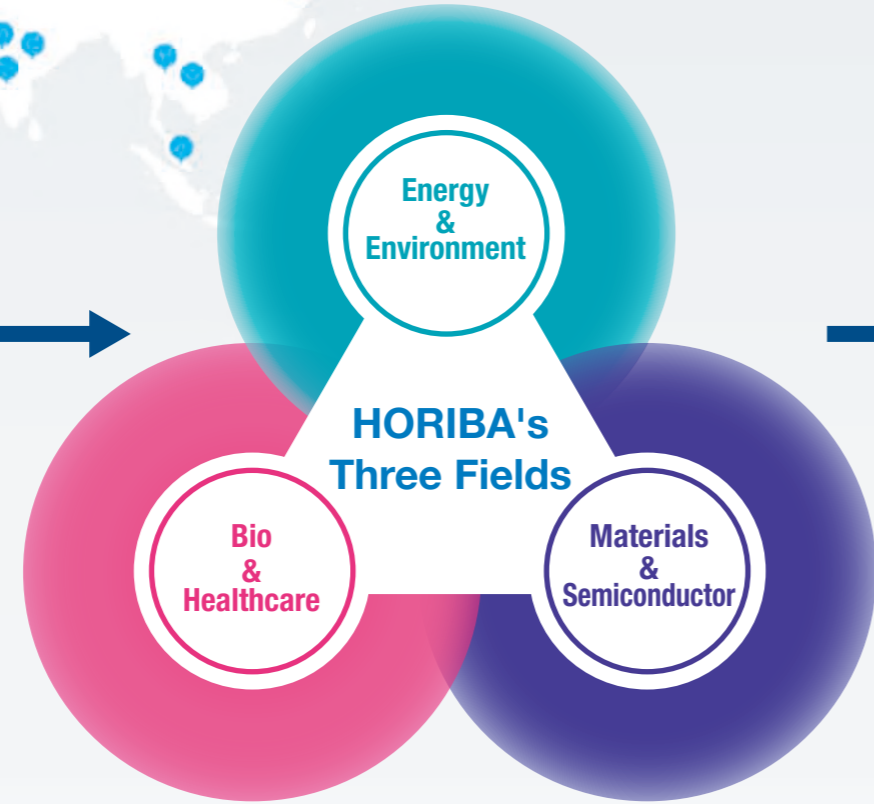 Energy
&
Environment
HORIBA's
Three Fields
Bio
&
Healthcare
Materials
&
Semiconductor